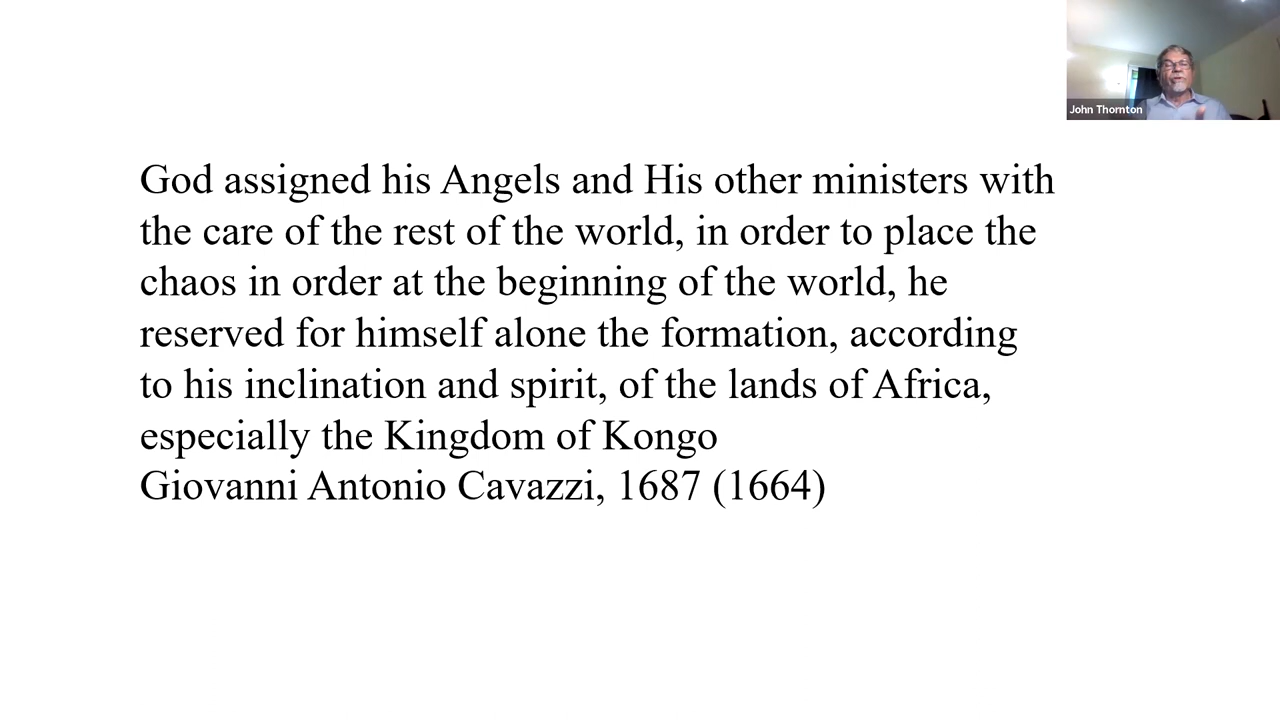 John Thornton
God assigned his Angels and His other ministers with
the care of the rest of the world, in order to place the
chaos in order at the beginning of the world, he
reserved for himself alone the formation, according
to his inclination and spirit, of the lands of Africa,
especially the Kingdom of Kongo
Giovanni Antonio Cavazzi, 1687 (1664)